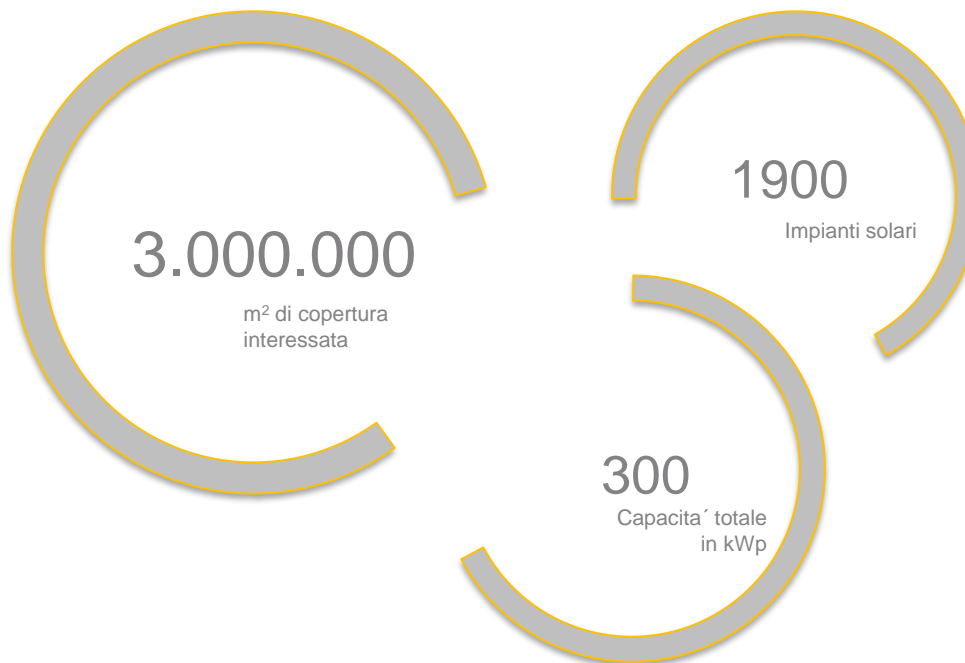 3.000.000
m² di copertura
interessata
1900
Impianti solari
300
Capacita´ totale
in kWp